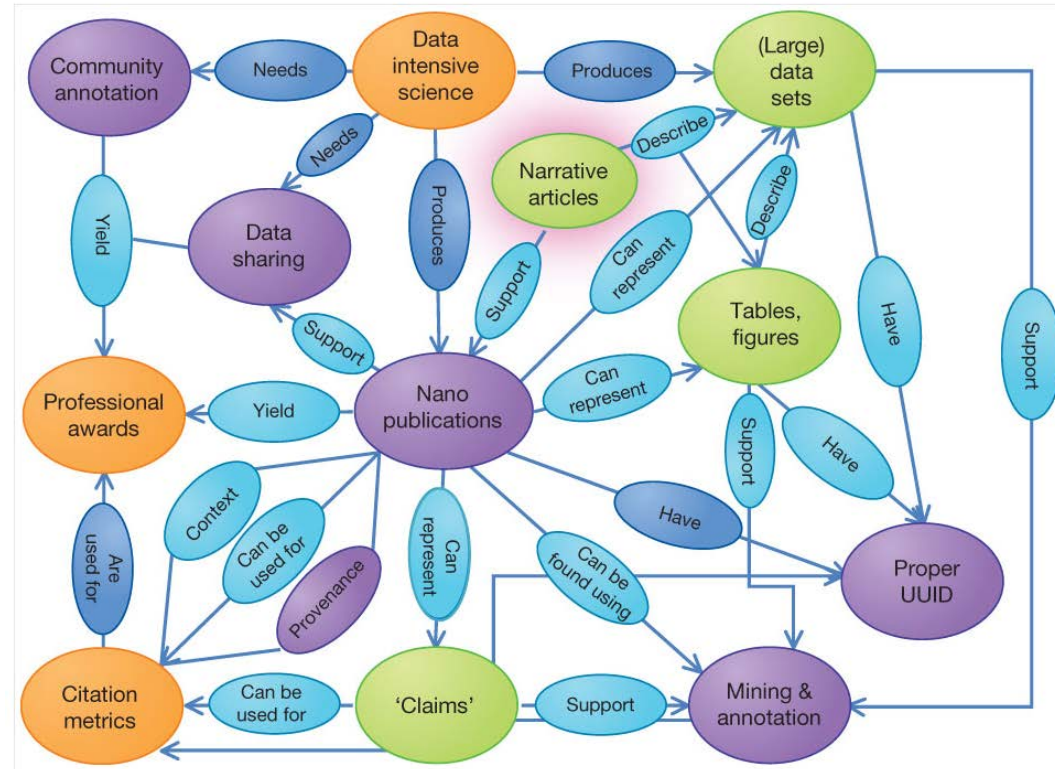 Community
annotation
Needs
Data
intensive
science
Produces
(Large)
data
sets
Needs
Narrative
articles
Describe
Describe
Yield
Data
sharing
Produces
Support
Can
represent
Tables,
figures
Have
Support
Support
Professional
awards
Yield
Nano
publications
Can
represent
Support
Have
Context
Can be
used for
Provenance
Can
represent
Have
Can be
found using
Proper
UUID
Are
used for
Citation
metrics
Can be
used for
‘Claims’
Support
Mining &
annotation